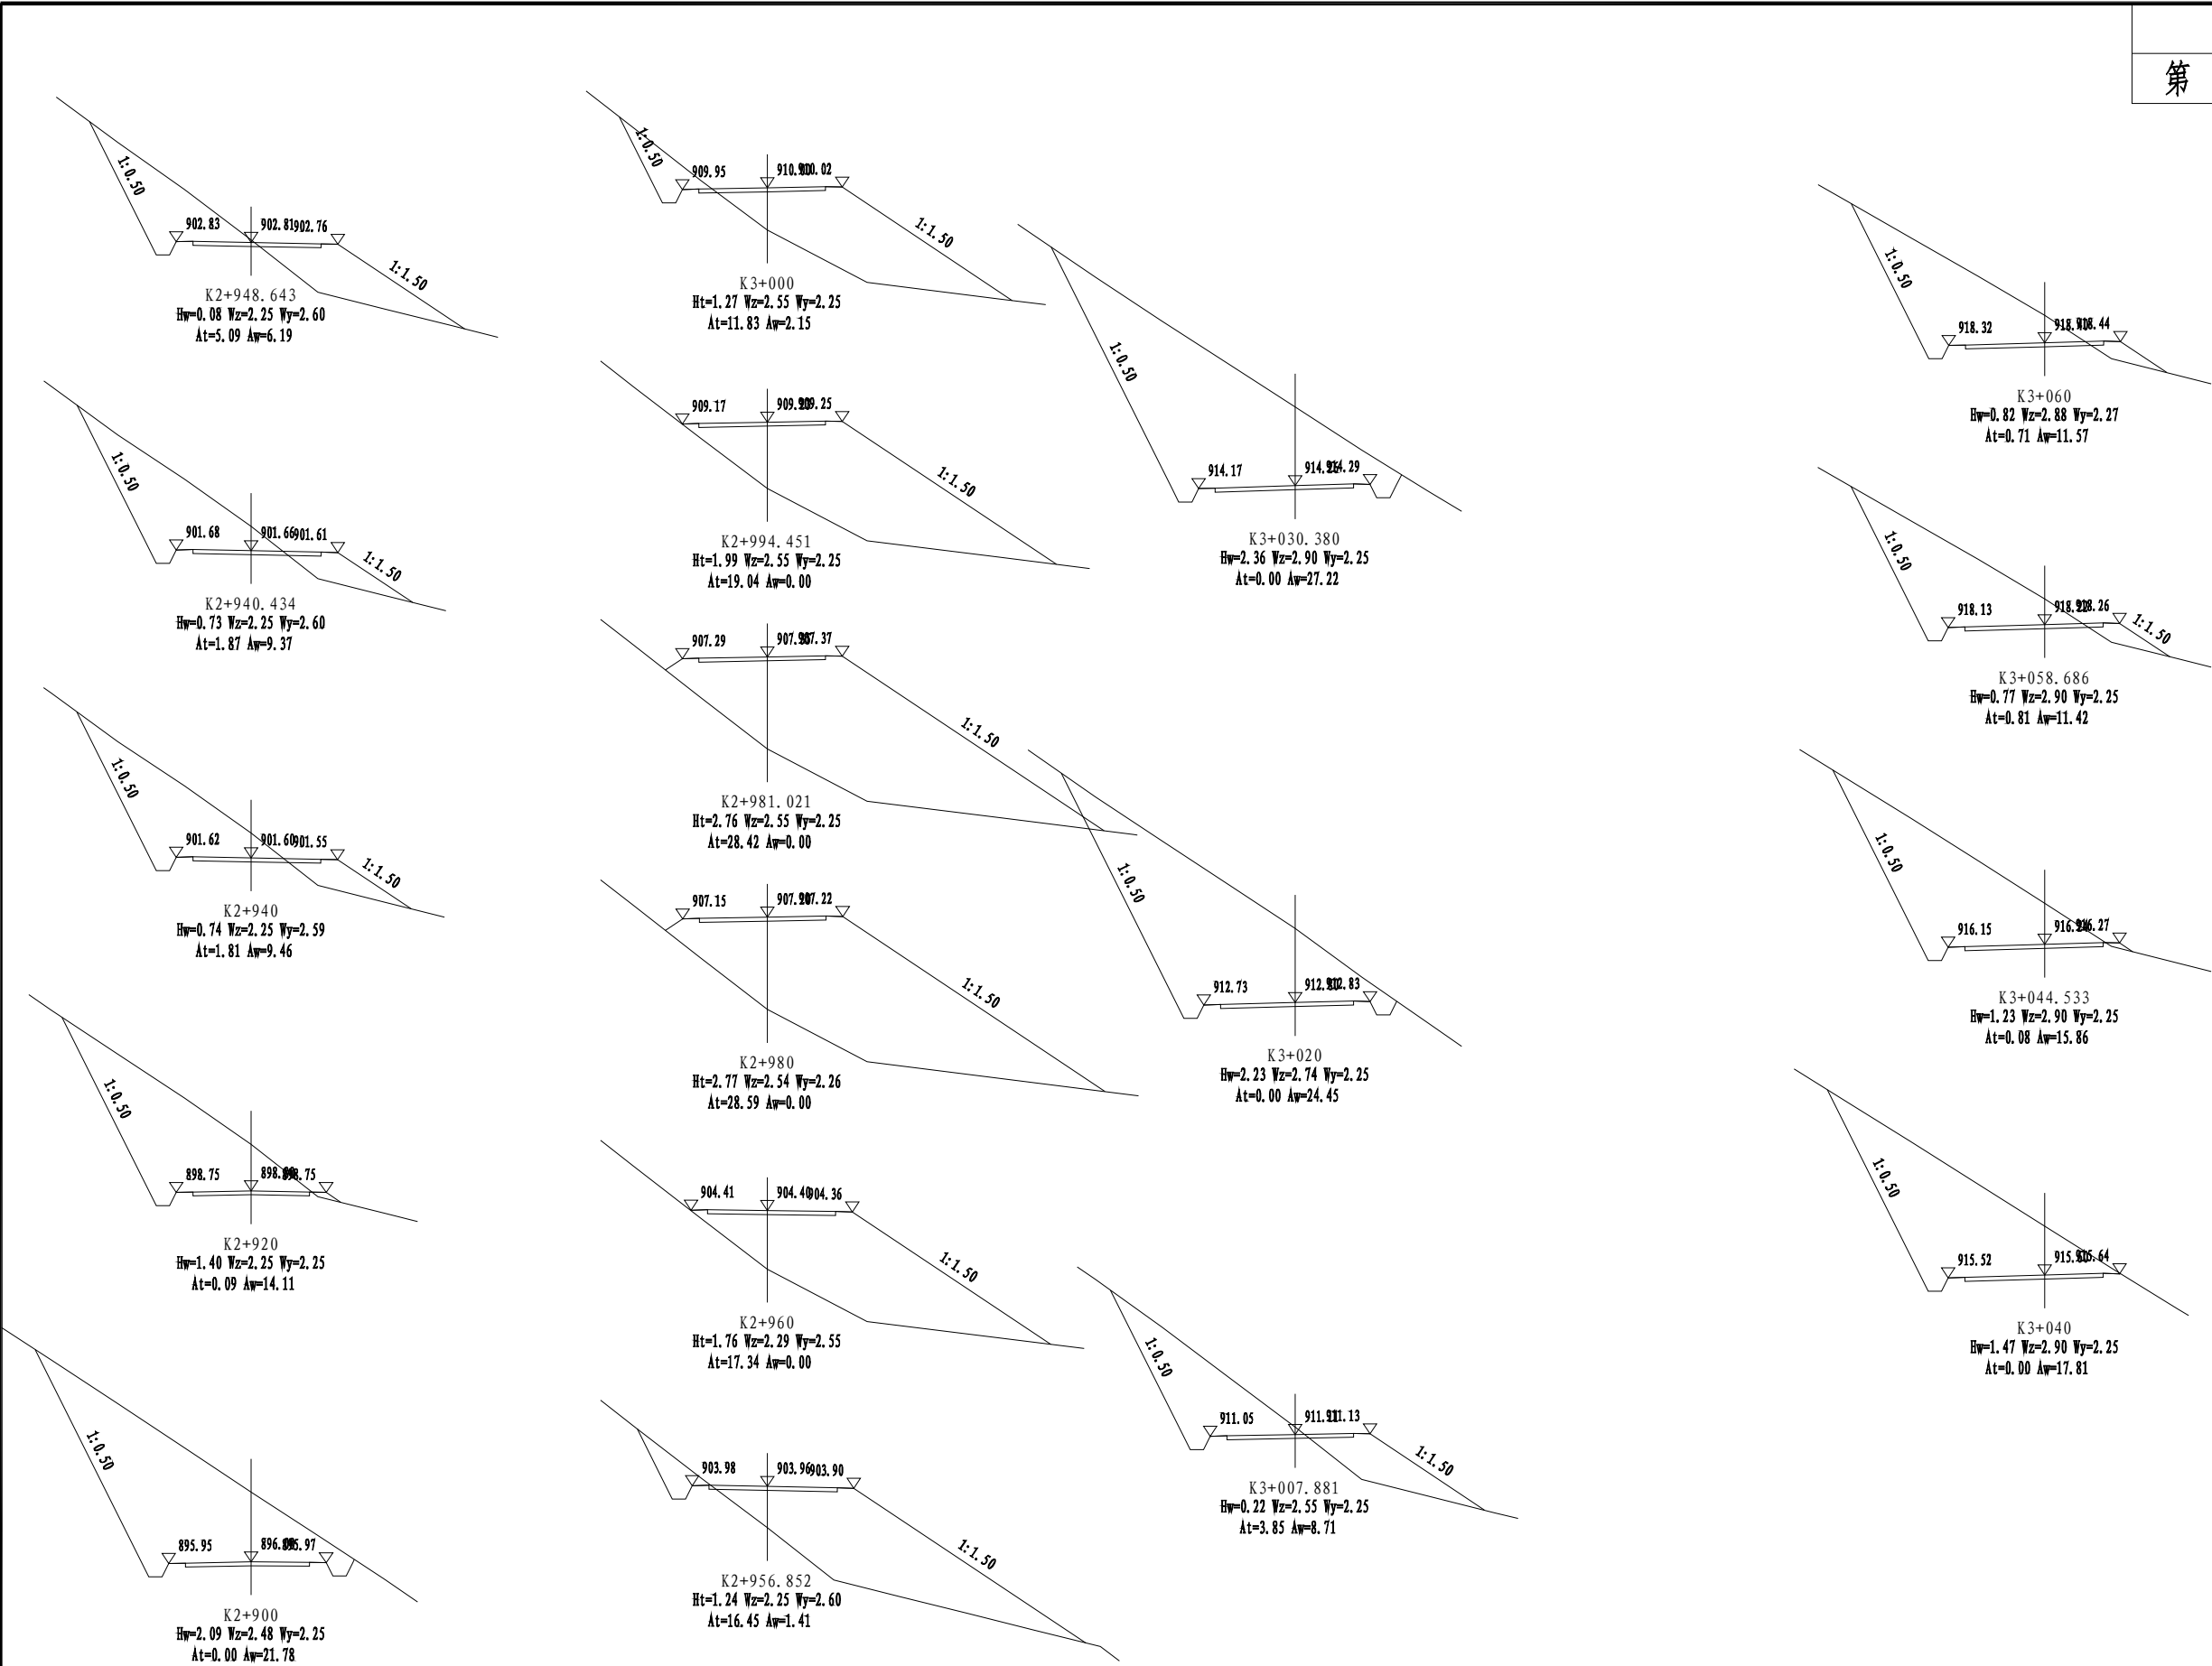 第
1:0.50
902.83
902.81
902.76
1:1.50
K2+948.643
Hw=0.08 Wz=2.25 Wy=2.60
At=5.09 Aw=6.19
1:0.50
901.68
901.66
901.61
1:1.50
K2+940.434
Hw=0.73 Wz=2.25 Wy=2.60
At=1.87 Aw=9.37
1:0.50
901.62
901.60
901.55
1:1.50
K2+940
Hw=0.74 Wz=2.25 Wy=2.59
At=1.81 Aw=9.46
1:0.50
898.75
898.75
K2+920
Hw=1.40 Wz=2.25 Wy=2.25
At=0.09 Aw=14.11
1:0.50
895.95
895.97
K2+900
Hw=2.09 Wz=2.48 Wy=2.25
At=0.00 Aw=21.78
1:0.50
909.95
910.02
1:1.50
K3+000
Ht=1.27 Wz=2.55 Wy=2.25
At=11.83 Aw=2.15
909.17
909.25
1:1.50
K2+994.451
Ht=1.99 Wz=2.55 Wy=2.25
At=19.04 Aw=0.00
907.29
907.37
1:1.50
K2+981.021
Ht=2.76 Wz=2.55 Wy=2.25
At=28.42 Aw=0.00
907.15
907.22
1:1.50
K2+980
Ht=2.77 Wz=2.54 Wy=2.26
At=28.59 Aw=0.00
904.41
904.40
904.36
1:1.50
K2+960
Ht=1.76 Wz=2.29 Wy=2.55
At=17.34 Aw=0.00
903.98
903.96
903.90
1:1.50
K2+956.852
Ht=1.24 Wz=2.25 Wy=2.60
At=16.45 Aw=1.41
1:0.50
914.17
914.29
K3+030.380
Hw=2.36 Wz=2.90 Wy=2.25
At=0.00 Aw=27.22
1:0.50
912.73
912.83
K3+020
Hw=2.23 Wz=2.74 Wy=2.25
At=0.00 Aw=24.45
1:0.50
911.05
911.13
1:1.50
K3+007.881
Hw=0.22 Wz=2.55 Wy=2.25
At=3.85 Aw=8.71
1:0.50
918.32
918.44
K3+060
Hw=0.82 Wz=2.88 Wy=2.27
At=0.71 Aw=11.57
1:0.50
918.13
918.26
1:1.50
K3+058.686
Hw=0.77 Wz=2.90 Wy=2.25
At=0.81 Aw=11.42
1:0.50
916.15
916.27
K3+044.533
Hw=1.23 Wz=2.90 Wy=2.25
At=0.08 Aw=15.86
1:0.50
915.52
915.64
K3+040
Hw=1.47 Wz=2.90 Wy=2.25
At=0.00 Aw=17.81